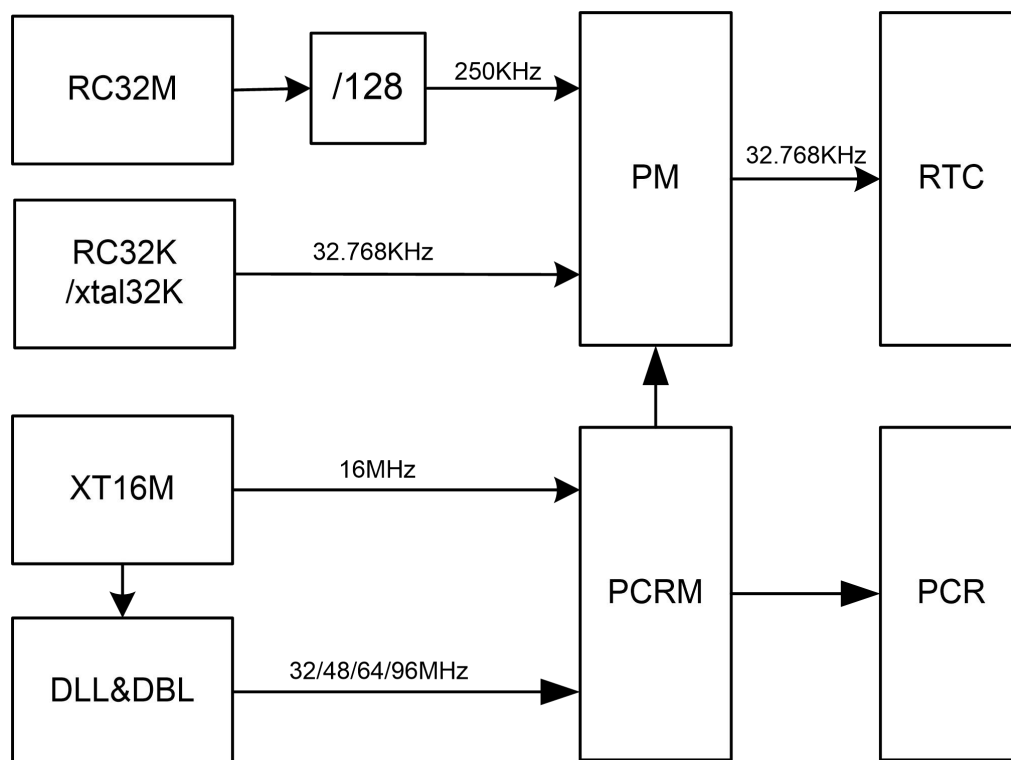 RC32M
/128
250KHz
PM
32.768KHz
RTC
RC32K
/xtal32K
32.768KHz
XT16M
16MHz
PCRM
PCR
DLL&DBL
32/48/64/96MHz